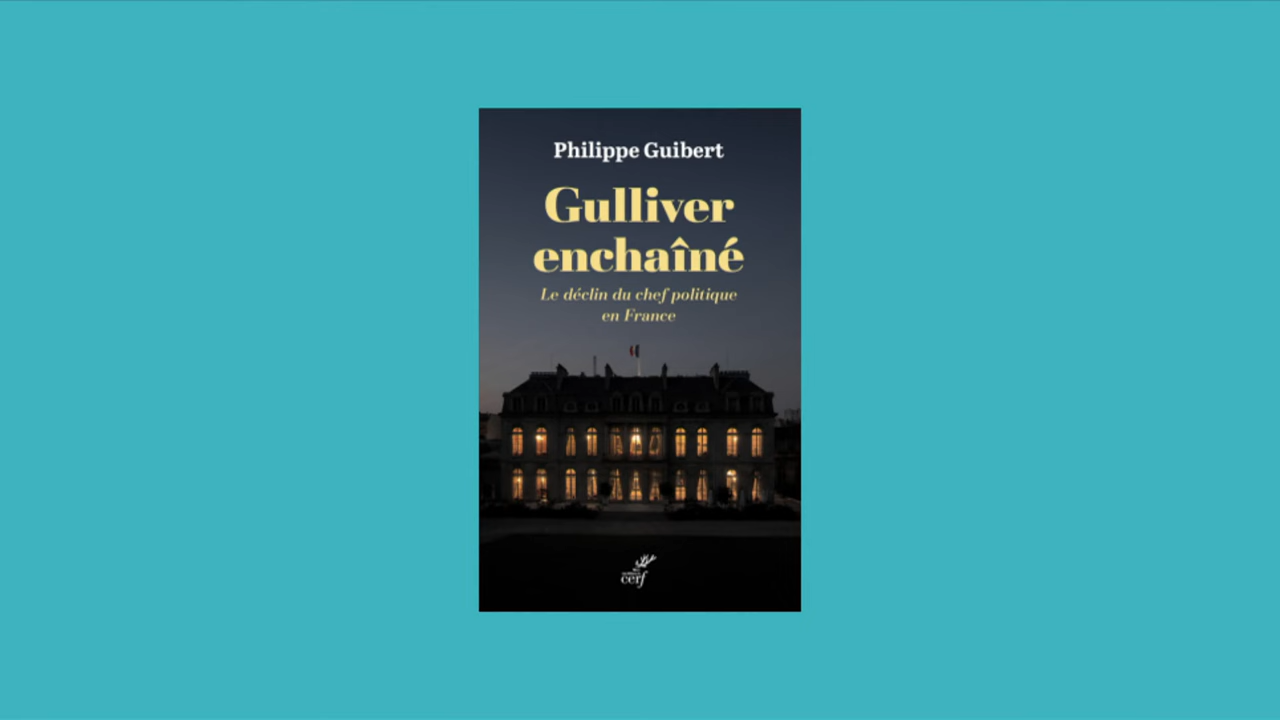 Philippe Guibert
Gulliver
enchaîné
Le déclin du chef politique
en France
cerf